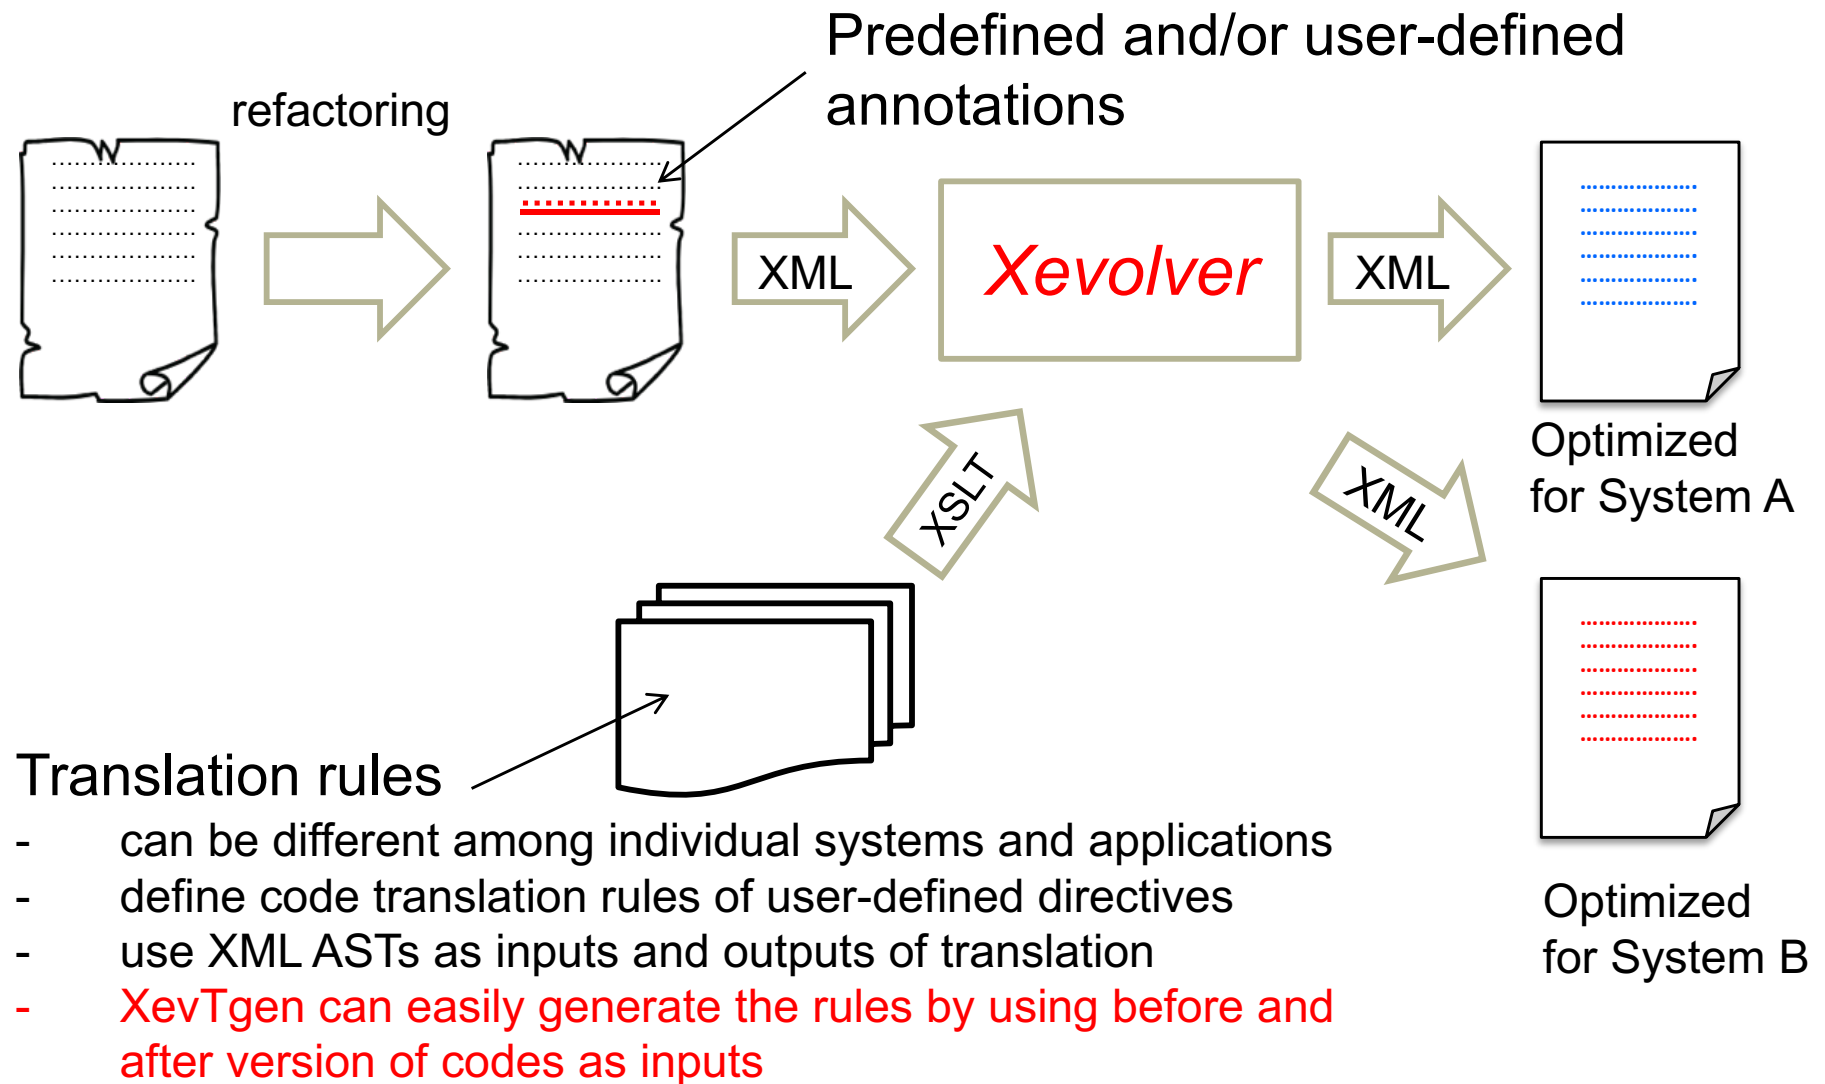 Predefined and/or user-defined
annotations
refactoring
XML
Xevolver
XML
XSLT
XML
Optimized
for System A
Translation rules
- can be different among individual systems and applications
- define code translation rules of user-defined directives
- use XML ASTs as inputs and outputs of translation
- XevTgen can easily generate the rules by using before and
after version of codes as inputs
Optimized
for System B